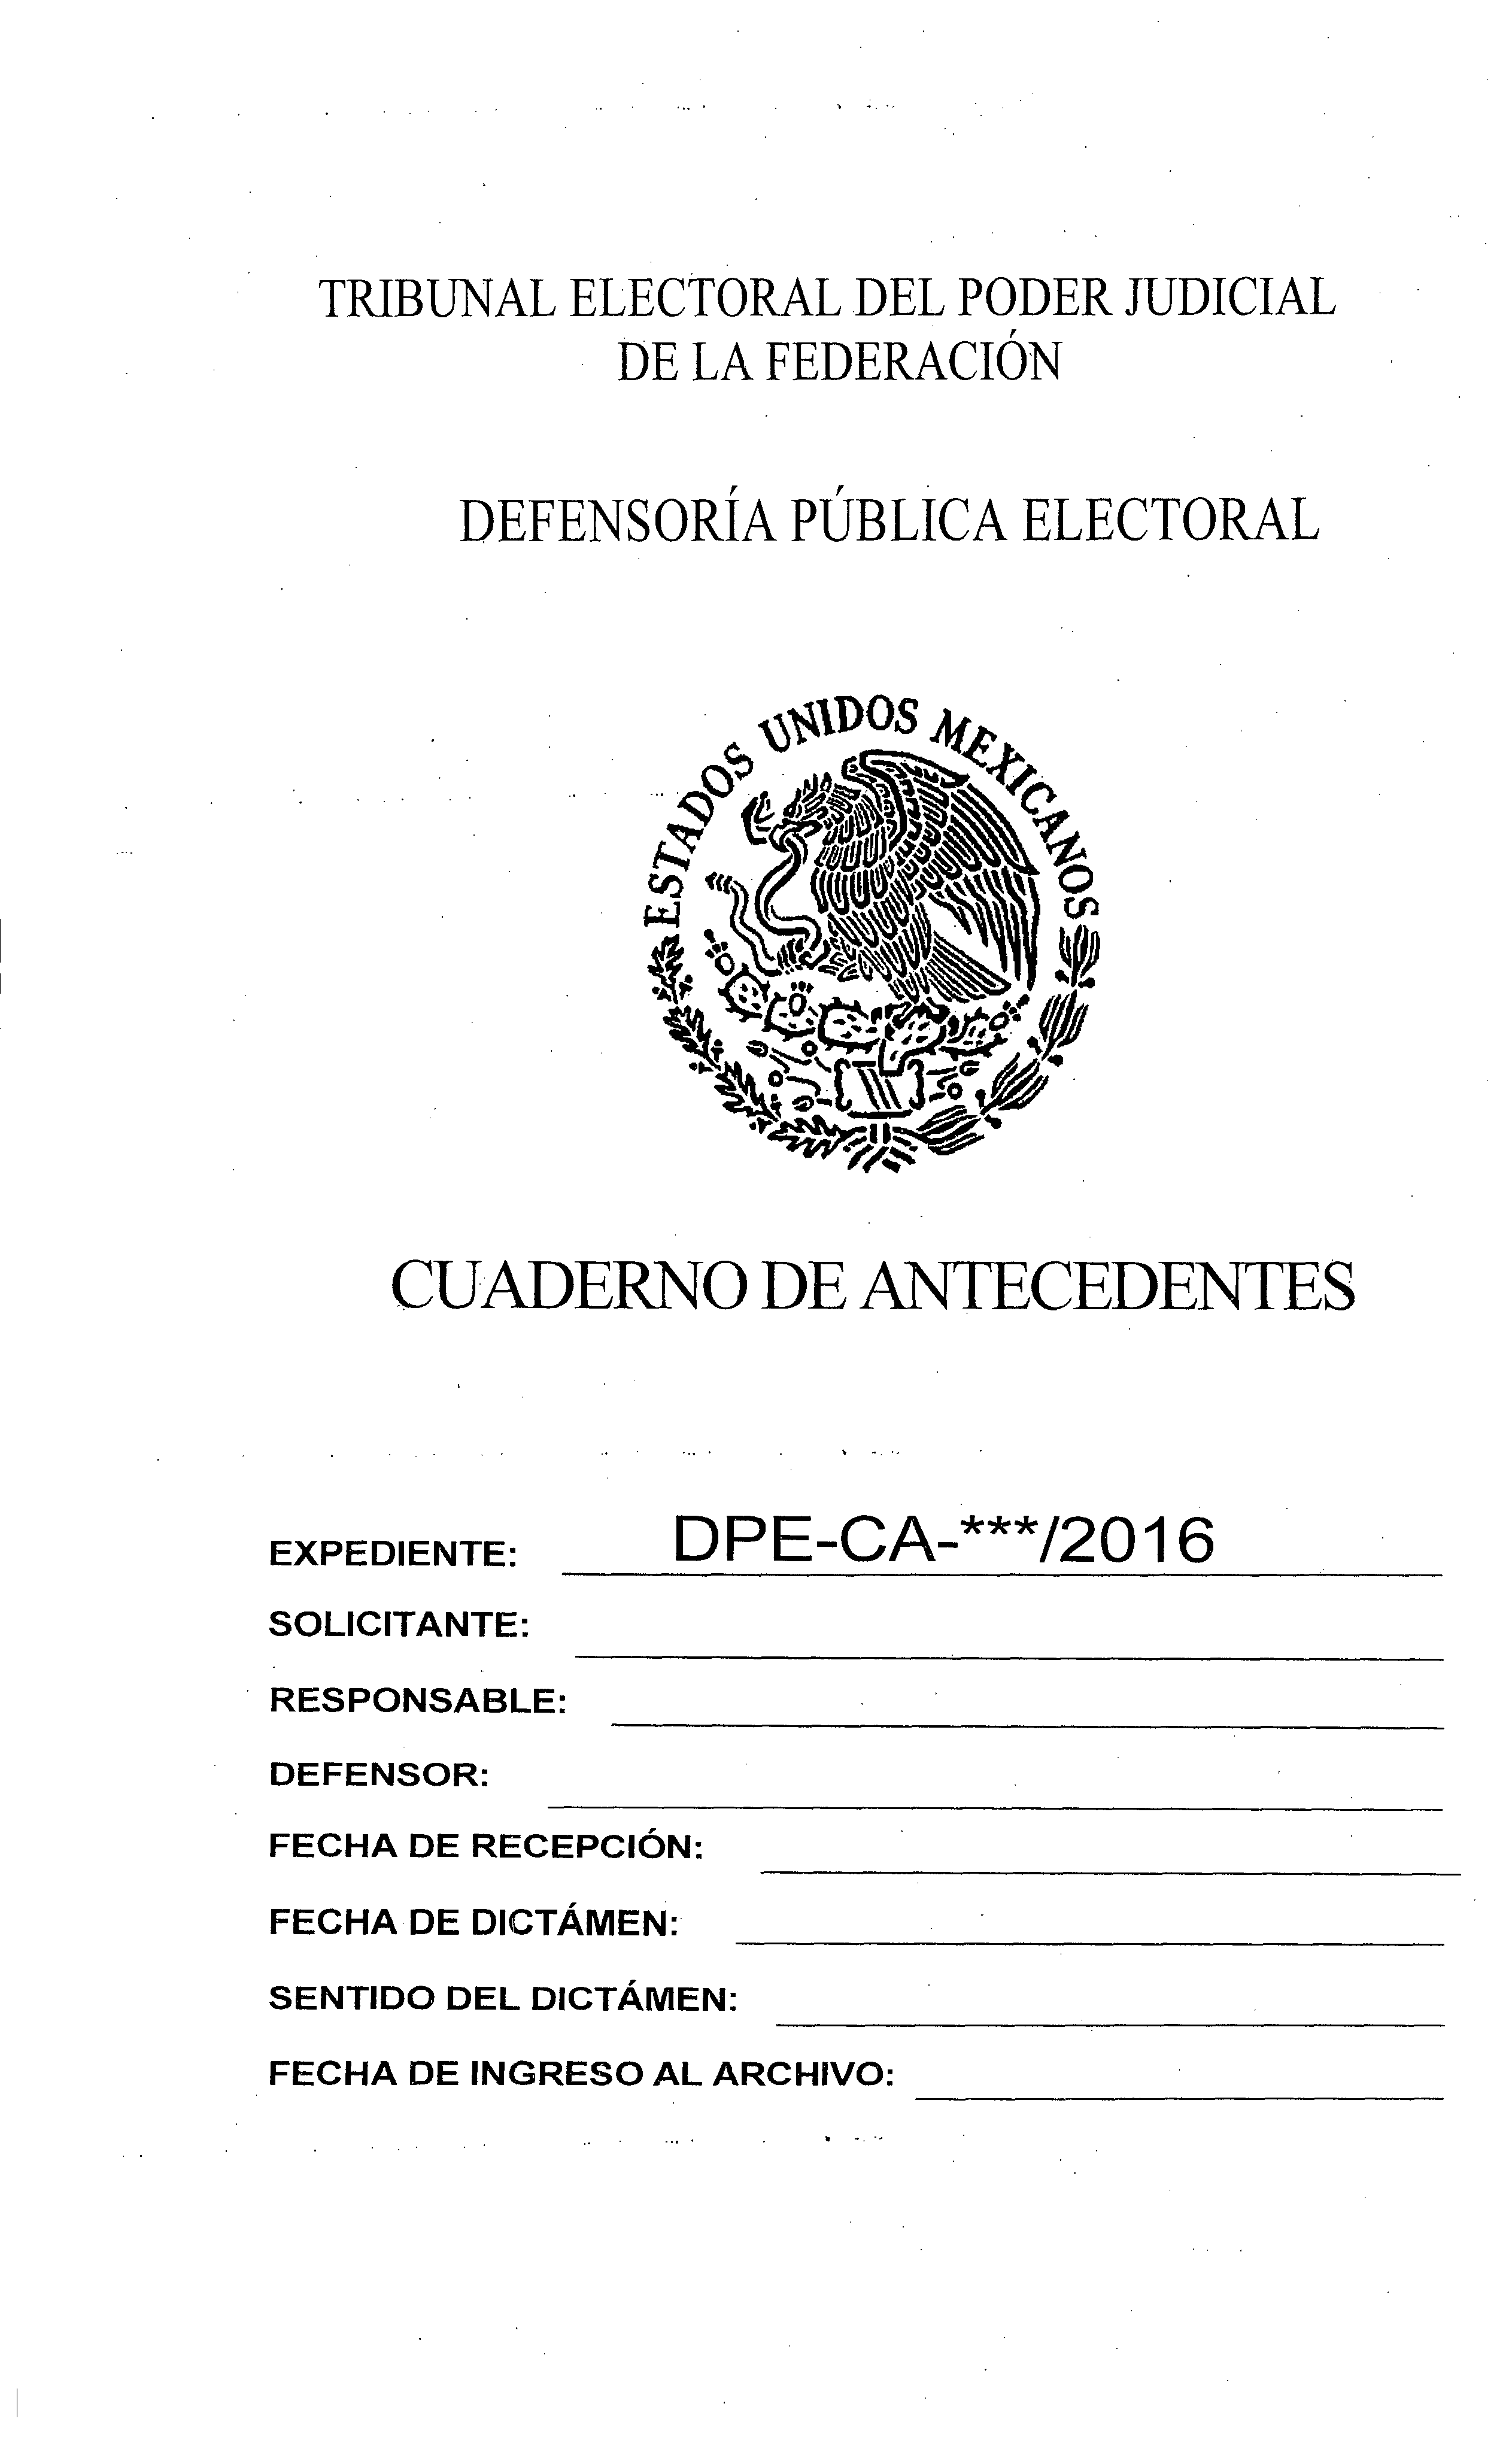 TRIBUNAL ELECTORAL DEL PODER JUDICIAL
DE LA FEDERACIÓN
DEFENSORÍA PÚBLICA ELECTORAL
ESTADOS UNIDOS MEXICANOS
CUADERNO DE ANTECEDENTES
EXPEDIENTE: DPE-CA-***/2016
SOLICITANTE:
RESPONSABLE:
DEFENSOR:
FECHA DE RECEPCIÓN:
FECHA DE DICTÁMEN:
SENTIDO DEL DICTÁMEN:
FECHA DE INGRESO AL ARCHIVO: